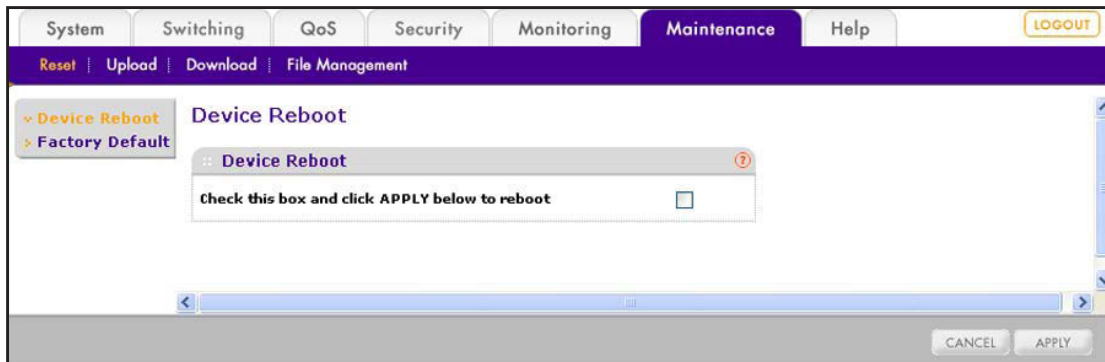 System Switching QoS Security Monitoring Maintenance Help LOGOUT
Reset Upload Download File Management
Device Reboot
Factory Default
Device Reboot
Device Reboot ?
Check this box and click APPLY below to reboot
CANCEL APPLY